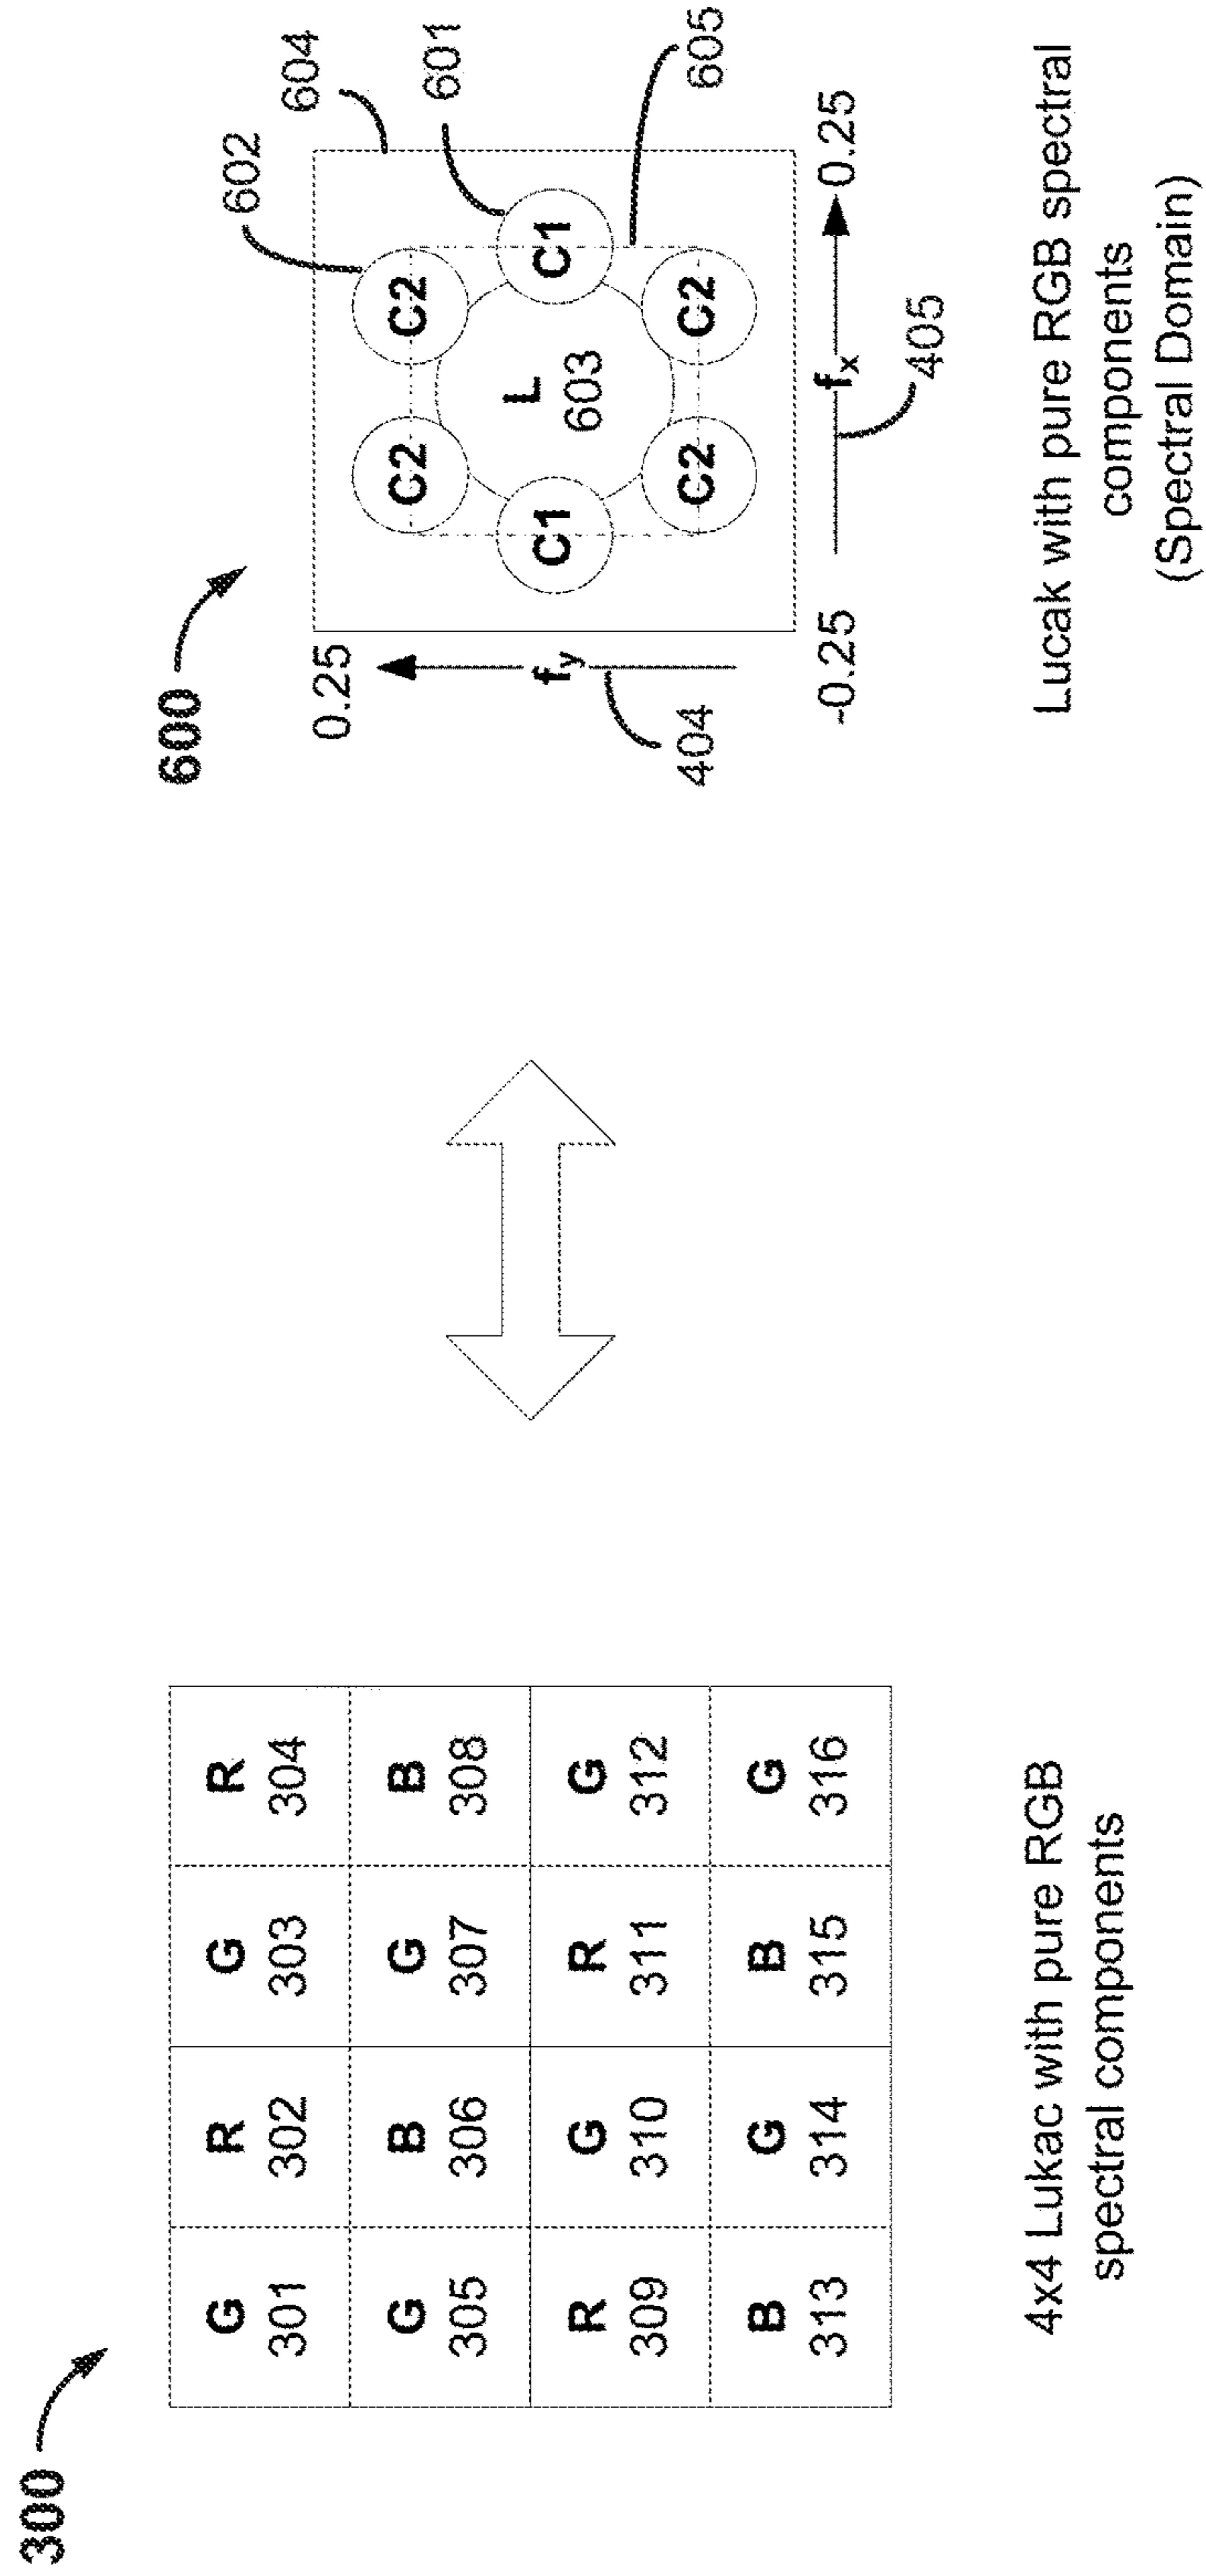 300
G R G R
301 302 303 304
G B G B
305 306 307 308
R G R G
309 310 311 312
B G B G
313 314 315 316
4x4 Lukac with pure RGB
spectral components
600
602
604
601
605
0.25
fy
404
C2 C2
C1 L C1
603
C2 C2
-0.25 fx 0.25
405
Lucak with pure RGB spectral
components
(Spectral Domain)